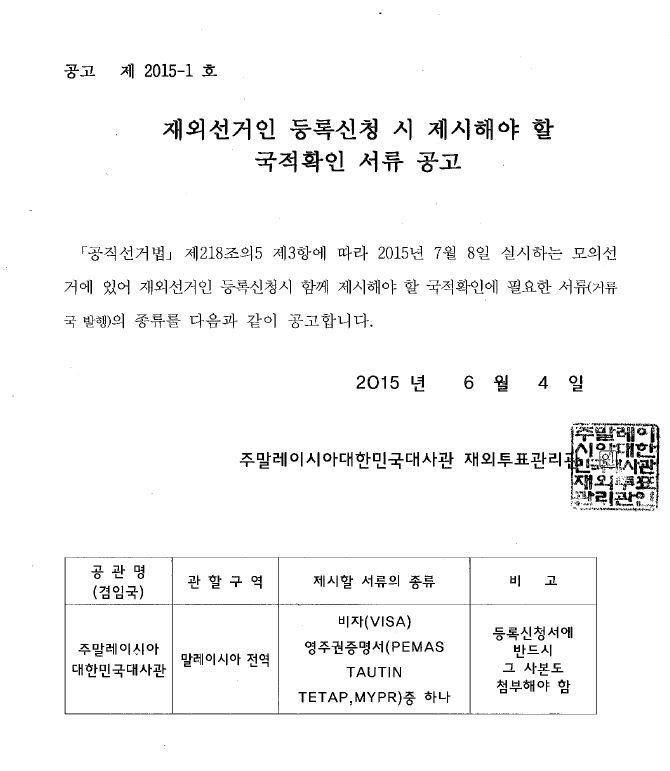 공고 제 2015-1 호
재외선거인 등록신청 시 제시해야 할
국적확인 서류 공고
「공직선거법」 제218조의5 제3항에 따라 2015년 7월 8일 실시하는 모의선
거에 있어 재외선거인 등록신청시 함께 제시해야 할 국적확인에 필요한 서류(거류
국 발행)의 종류를 다음과 같이 공고합니다.
2015 년 6 월 4 일
주말레이시아대한민국대사관 재외투표관리관
주말레이
시아대한
민국대사관
재외투표
관리관인
공 관 명
(겸임국)
관 할 구 역
제시할 서류의 종류
비 고
주말레이시아
대한민국대사관
말레이시아 전역
비자(VISA)
영주권증명서(PEMAS
TAUTIN
TETAP,MYPR)중 하나
등록신청서에
반드시
그 사본도
첨부해야 함